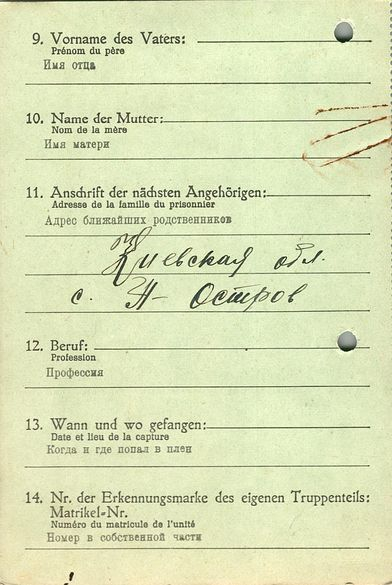 9. Vorname des Vaters:
Prénom du père
Имя отца
10. Name der Mutter:
Nom de la mère
Имя матери
11. Anschrift der nächsten Angehörigen:
Adresse de la famille du prisonnier
Адрес ближайших родственников
Киевская обл.
с. Н-Остров
12. Beruf:
Profession
Профессия
13. Wann und wo gefangen:
Date et lieu de la capture
Когда и где попал в плен
14. Nr. der Erkennungsmarke des eigenen Truppenteils:
Matrikel-Nr.
Numéro du matricule de l'unité
Номер в собственной части